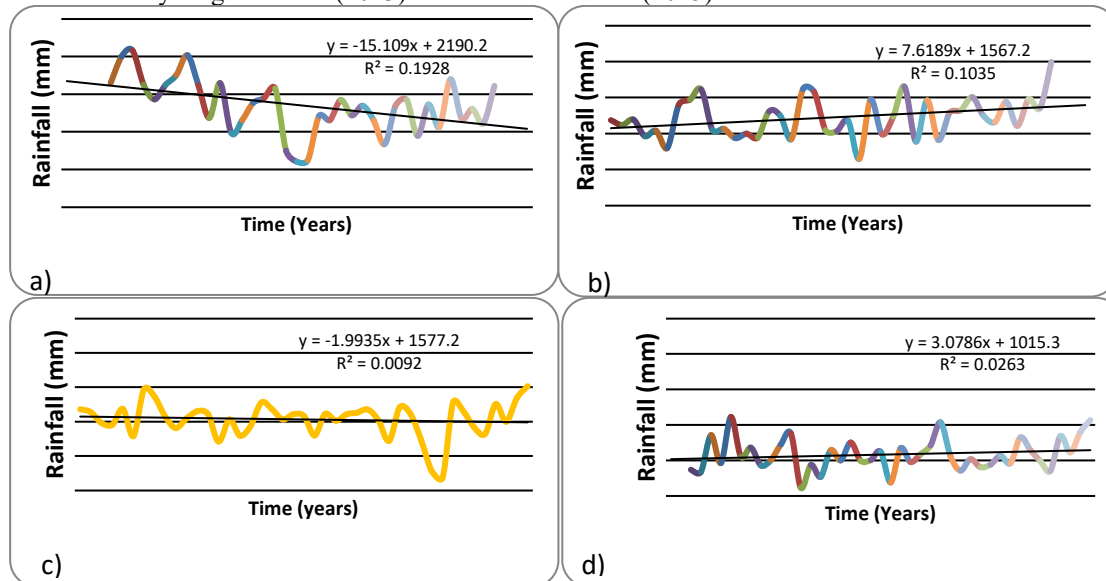 y = -15.109x + 2190.2
R² = 0.1928
Rainfall (mm)
Time (Years)
a)
y = 7.6189x + 1567.2
R² = 0.1035
Rainfall (mm)
Time (Years)
b)
y = -1.9935x + 1577.2
R² = 0.0092
Rainfall (mm)
Time (years)
c)
y = 3.0786x + 1015.3
R² = 0.0263
Rainfall (mm)
Time (Years)
d)